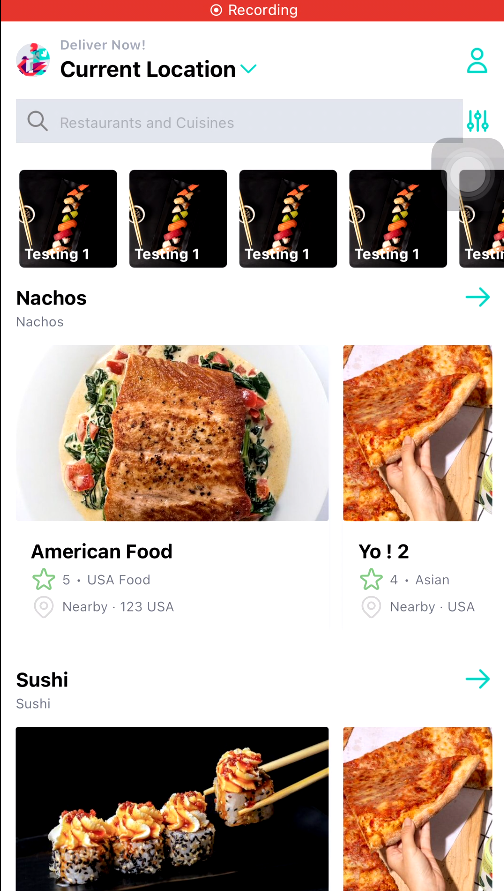 Recording
Deliver Now!
Current Location
Restaurants and Cuisines
Testing 1
Testing 1
Testing 1
Testing 1
Nachos
Nachos
American Food
5 • USA Food
Nearby · 123 USA
Yo ! 2
4 • Asian
Nearby · USA
Sushi
Sushi